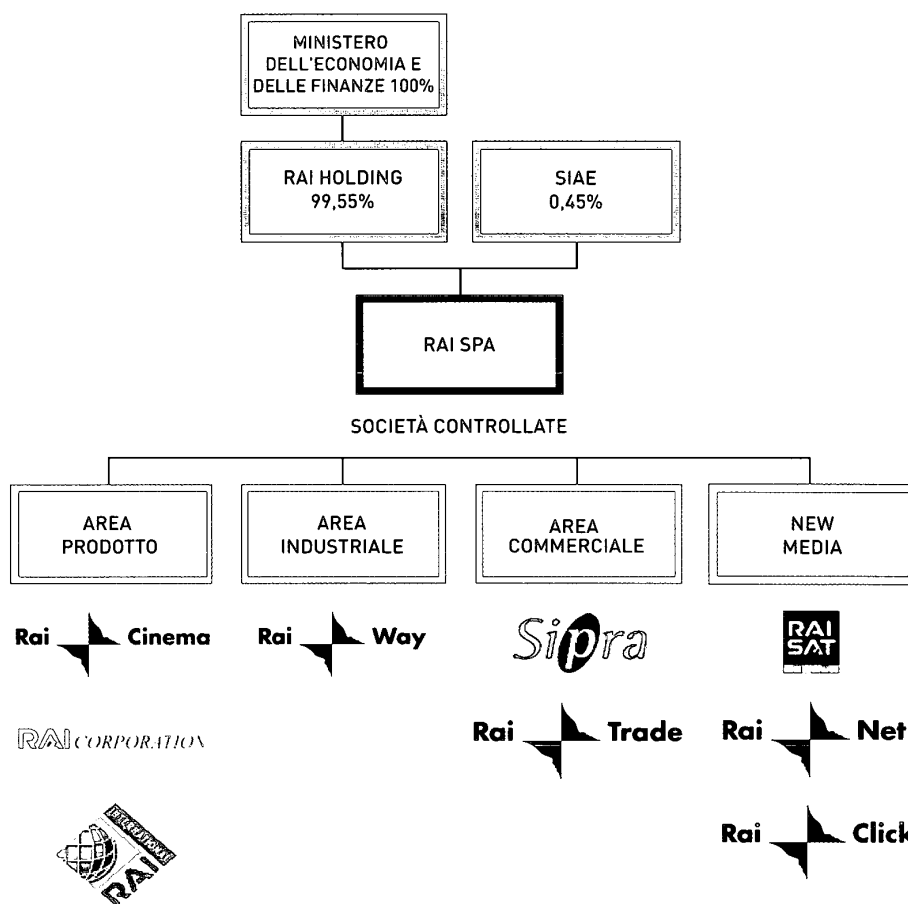 MINISTERO
DELL'ECONOMIA E
DELLE FINANZE 100%
RAI HOLDING
99,55%
SIAE
0,45%
RAI SPA
SOCIETÀ CONTROLLATE
AREA
PRODOTTO
AREA
INDUSTRIALE
AREA
COMMERCIALE
NEW
MEDIA
Rai Cinema
Rai Way
Sipra
RAI
SAT
RAI CORPORATION
Rai Trade
Rai Net
INTERNATIONAL
RAI
Rai Click